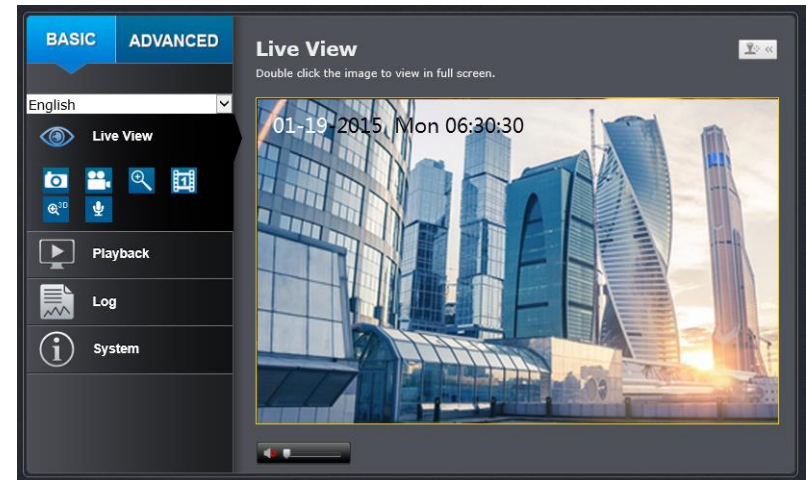 BASIC ADVANCED
English
Live View
3D
Playback
Log
System
Live View
Double click the image to view in full screen.
01-19-2015 Mon 06:30:30